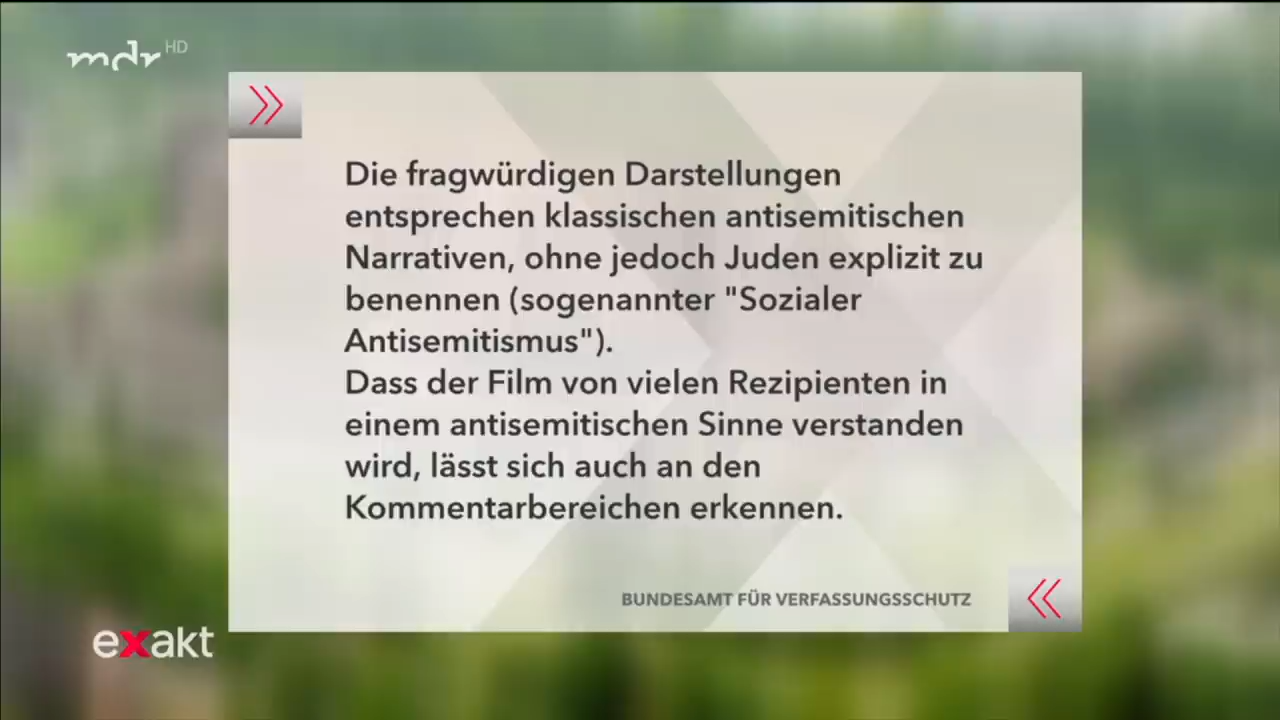 mdr HD
Die fragwürdigen Darstellungen
entsprechen klassischen antisemitischen
Narrativen, ohne jedoch Juden explizit zu
benennen (sogenannter "Sozialer
Antisemitismus").
Dass der Film von vielen Rezipienten in
einem antisemitischen Sinne verstanden
wird, lässt sich auch an den
Kommentarbereichen erkennen.
BUNDESAMT FÜR VERFASSUNGSSCHUTZ
exakt